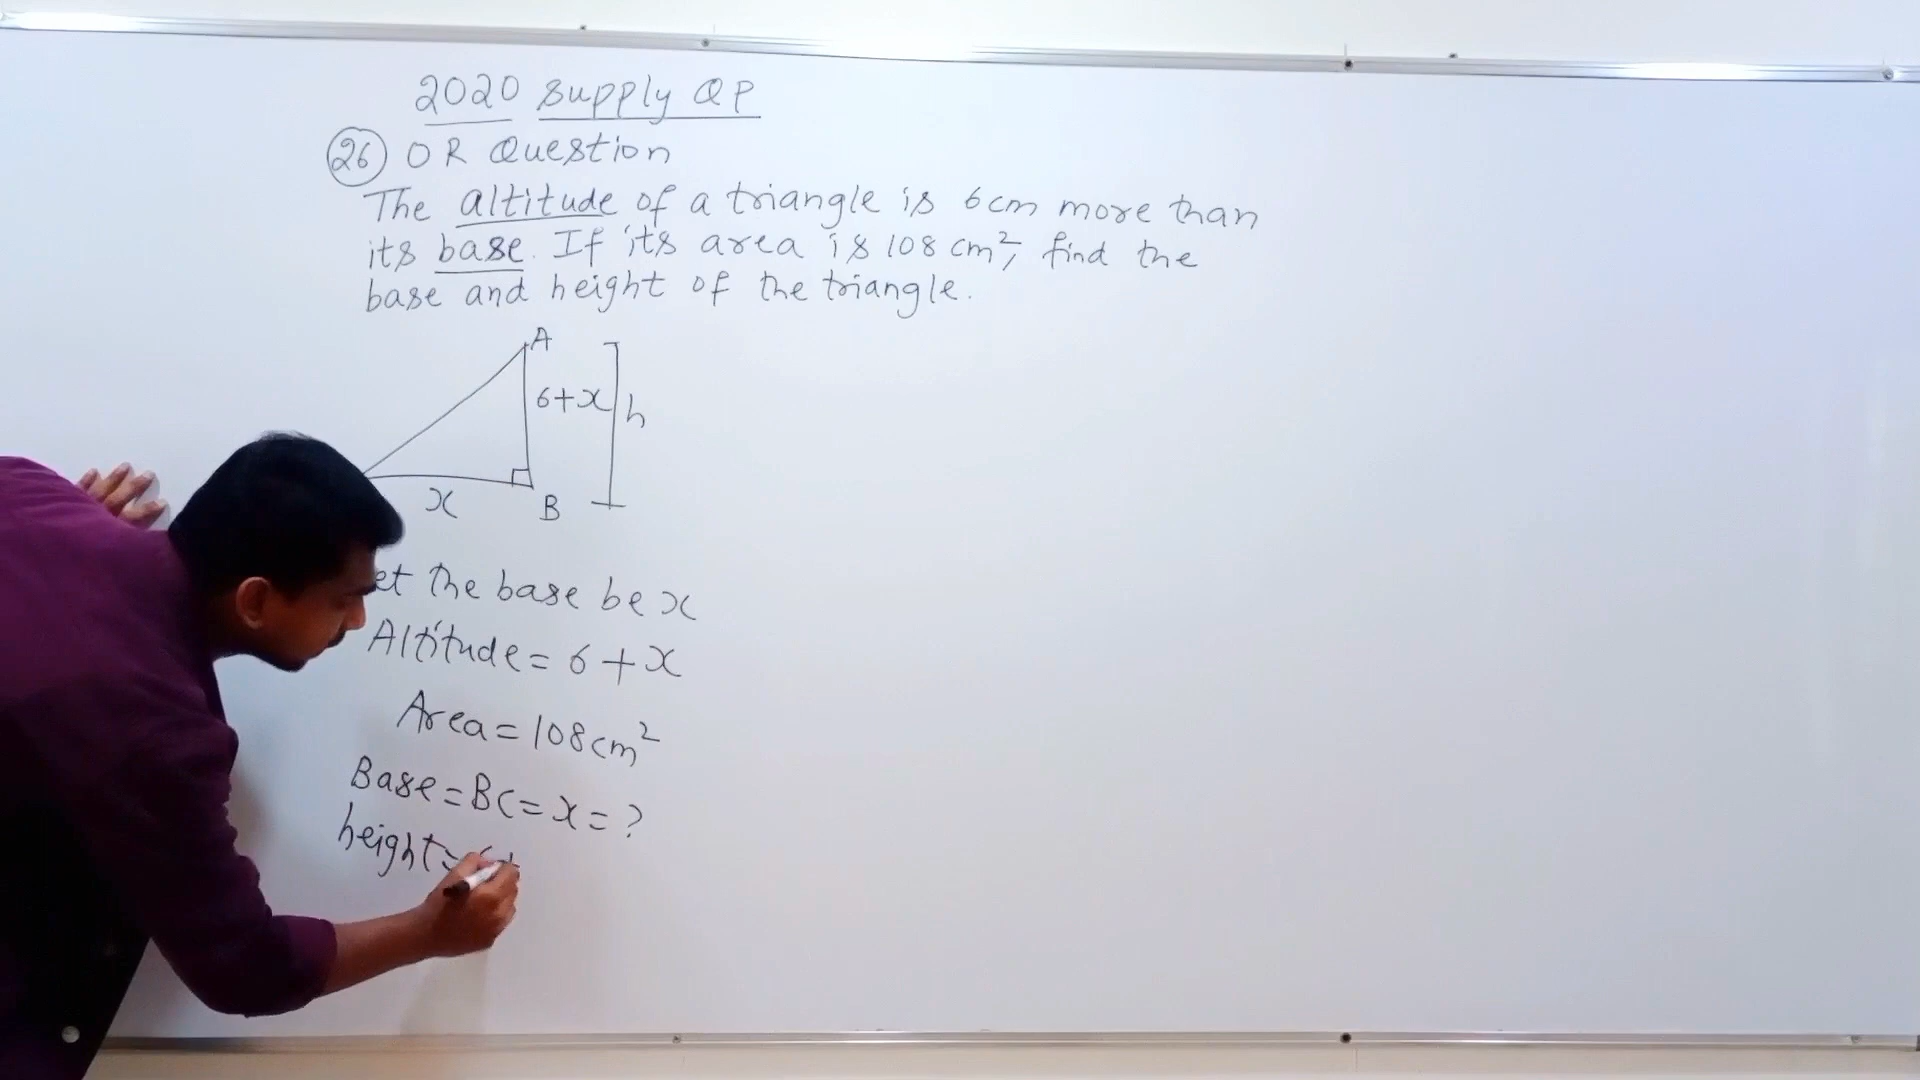 2020 Supply QP
26 OR Question
The altitude of a triangle is 6cm more than
its base. If its area is 108 cm², find the
base and height of the triangle.
A
6+x
h
x
B
et the base be x
Altitude = 6 + x
Area = 108cm²
Base = BC = x = ?
height =